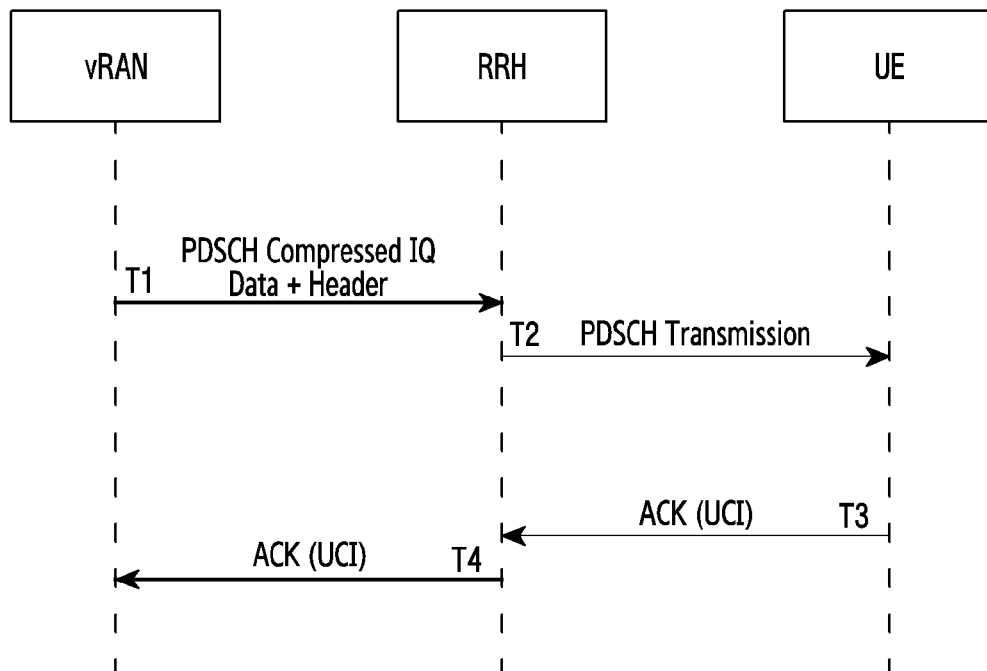 vRAN
RRH
UE
PDSCH Compressed IQ
T1
Data + Header
T2
PDSCH Transmission
ACK (UCI)
T3
ACK (UCI)
T4